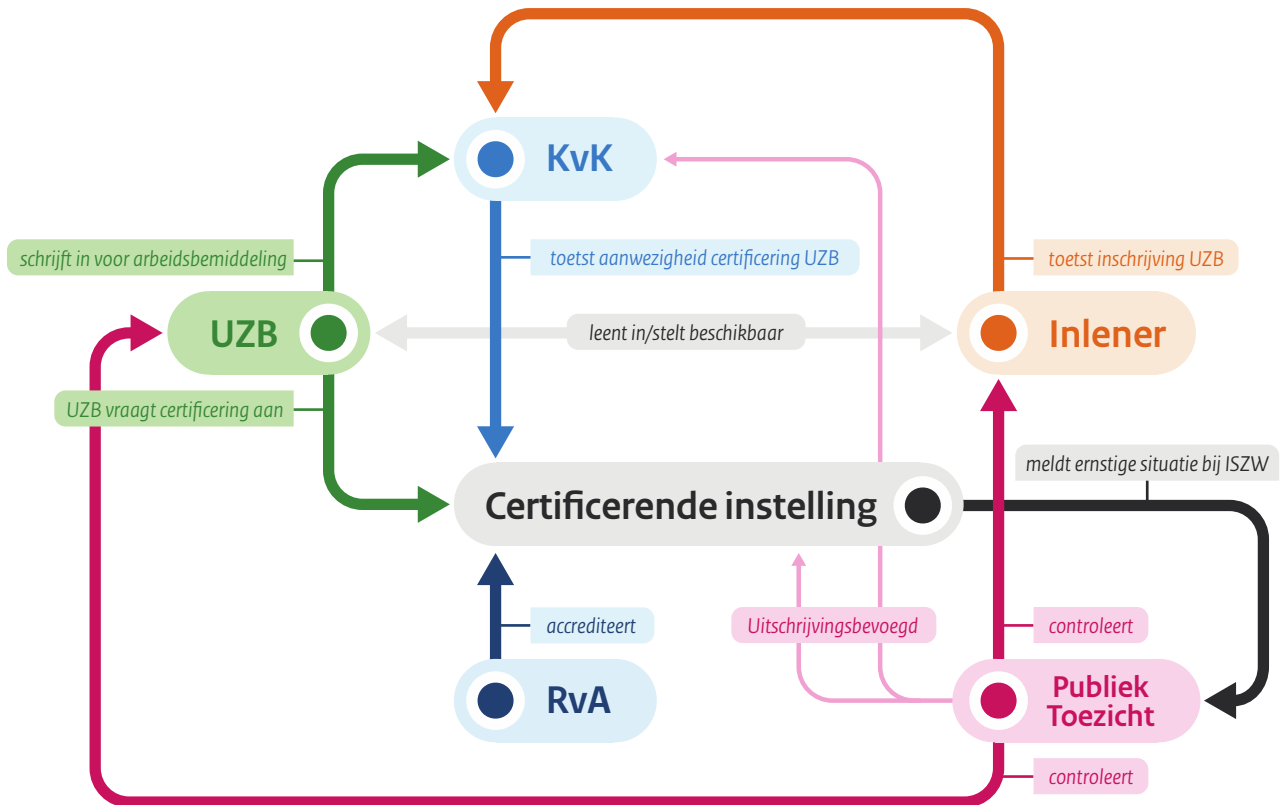 KvK
schrijft in voor arbeidsbemiddeling
toetst aanwezigheid certificering UZB
toetst inschrijving UZB
UZB
leent in/stelt beschikbaar
Inlener
UZB vraagt certificering aan
meldt ernstige situatie bij ISZW
Certificerende instelling
accrediteert
Uitschrijvingsbevoegd
controleert
RvA
Publiek
Toezicht
controleert